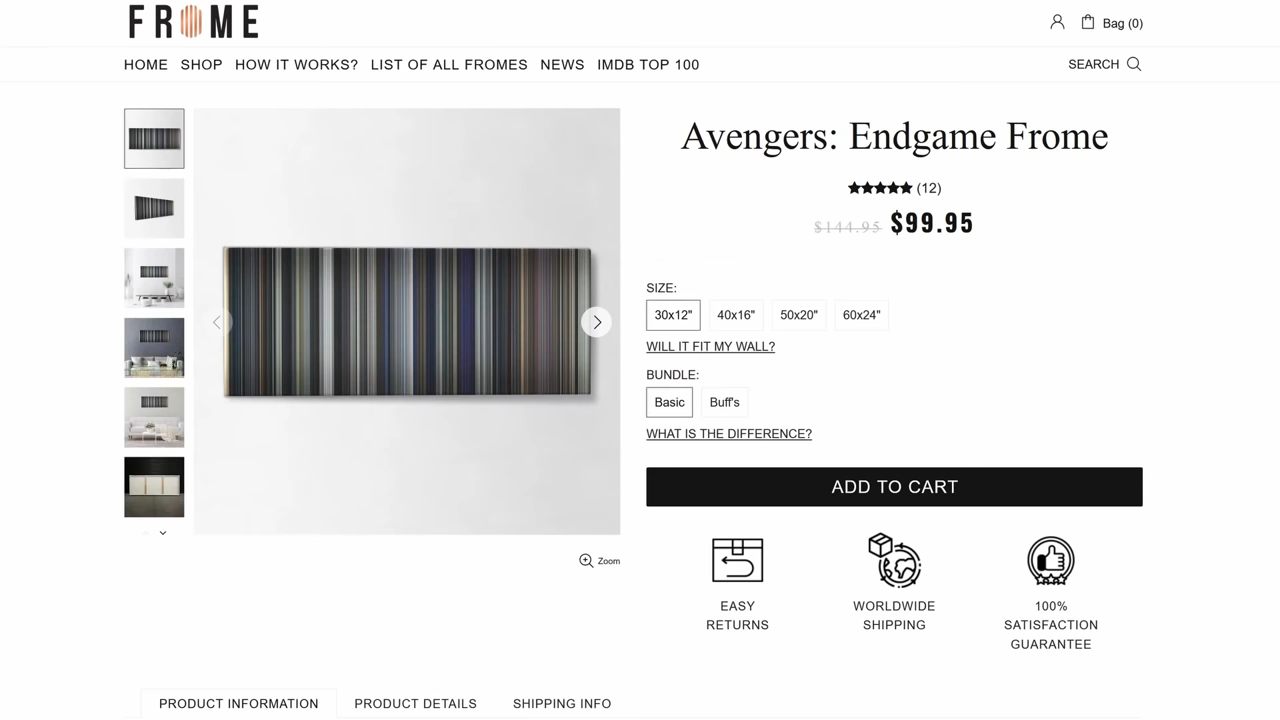 FROME
Bag (0)
HOME SHOP HOW IT WORKS? LIST OF ALL FROMES NEWS IMDB TOP 100
SEARCH
Avengers: Endgame Frome
★★★★★ (12)
$144.95 $99.95
SIZE:
30x12" 40x16" 50x20" 60x24"
WILL IT FIT MY WALL?
BUNDLE:
Basic Buff's
WHAT IS THE DIFFERENCE?
ADD TO CART
Zoom
EASY
RETURNS
WORLDWIDE
SHIPPING
100%
SATISFACTION
GUARANTEE
PRODUCT INFORMATION PRODUCT DETAILS SHIPPING INFO